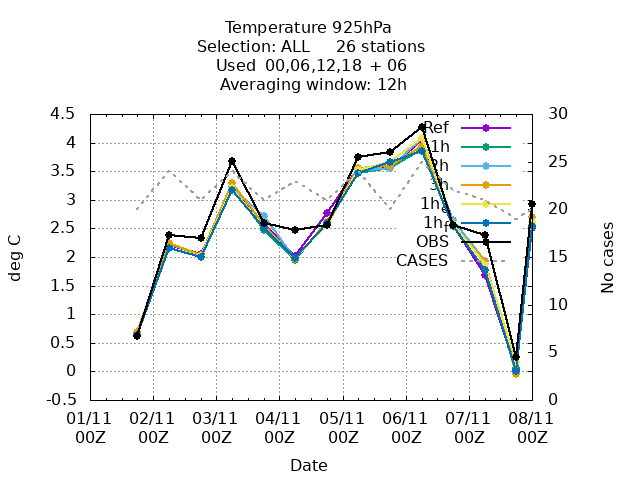 Temperature 925hPa
Selection: ALL     26 stations
Used  00,06,12,18 + 06
Averaging window: 12h
4.5
4
3.5
3
2.5
2
1.5
1
0.5
0
-0.5
deg C
30
25
20
15
10
5
0
No cases
Ref
1h
2h
3h
1h_e
1h_f
OBS
CASES
01/11 02/11 03/11 04/11 05/11 06/11 07/11 08/11
00Z 00Z 00Z 00Z 00Z 00Z 00Z 00Z
Date